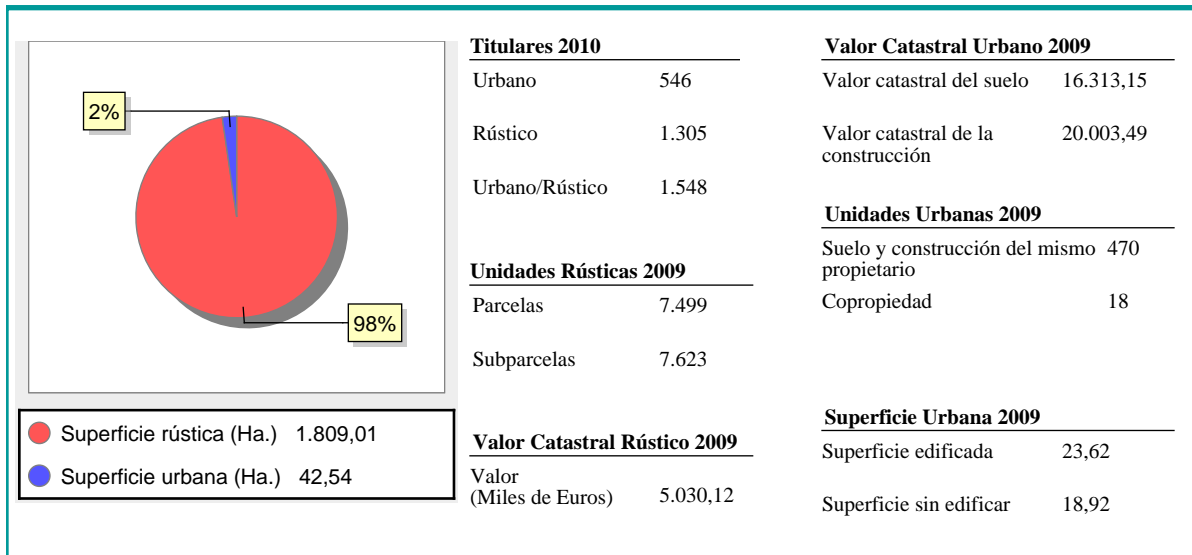 2%
98%
Superficie rústica (Ha.) 1.809,01
Superficie urbana (Ha.) 42,54
Titulares 2010
Urbano 546
Rústico 1.305
Urbano/Rústico 1.548
Unidades Rústicas 2009
Parcelas 7.499
Subparcelas 7.623
Valor Catastral Rústico 2009
Valor
(Miles de Euros) 5.030,12
Valor Catastral Urbano 2009
Valor catastral del suelo 16.313,15
Valor catastral de la 20.003,49
construcción
Unidades Urbanas 2009
Suelo y construcción del mismo 470
propietario
Copropiedad 18
Superficie Urbana 2009
Superficie edificada 23,62
Superficie sin edificar 18,92